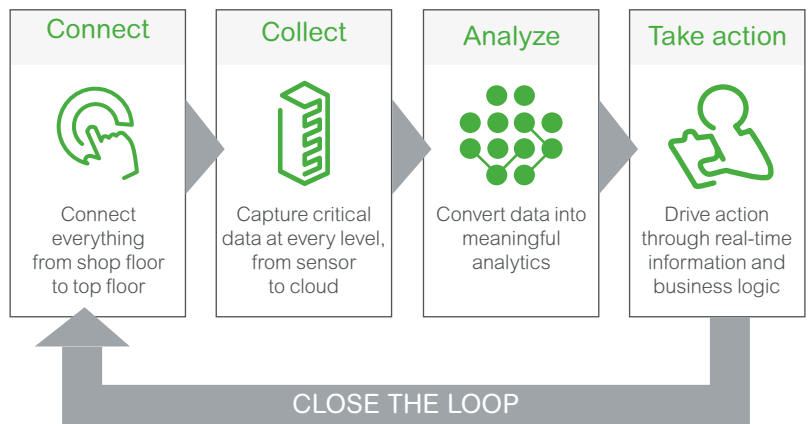 Connect
Connect
everything
from shop floor
to top floor
Collect
Capture critical
data at every level,
from sensor
to cloud
Analyze
Convert data into
meaningful
analytics
Take action
Drive action
through real-time
information and
business logic
CLOSE THE LOOP